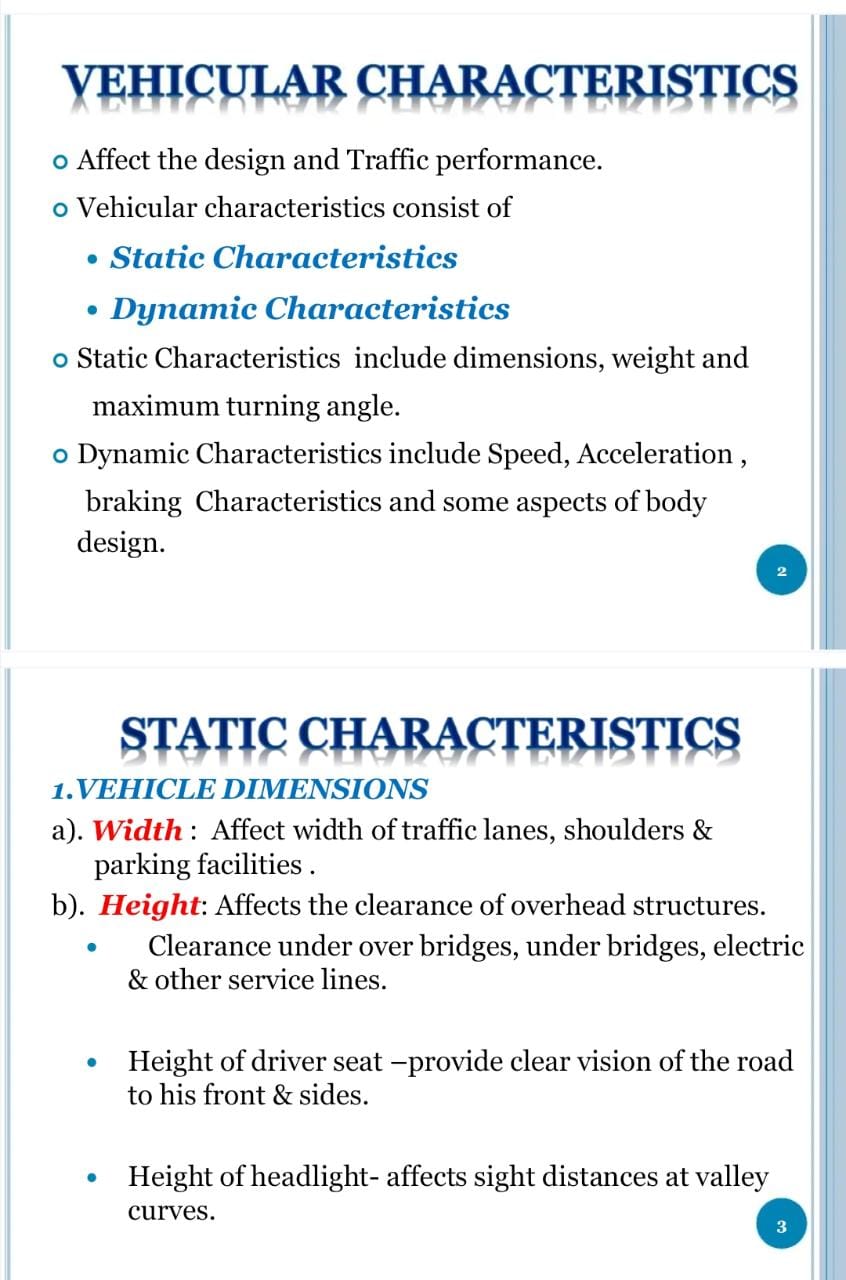 VEHICULAR CHARACTERISTICS
Affect the design and Traffic performance.
Vehicular characteristics consist of
• Static Characteristics
• Dynamic Characteristics
Static Characteristics include dimensions, weight and
maximum turning angle.
Dynamic Characteristics include Speed, Acceleration ,
braking Characteristics and some aspects of body
design.
2
STATIC CHARACTERISTICS
1.VEHICLE DIMENSIONS
a). Width : Affect width of traffic lanes, shoulders &
parking facilities .
b). Height: Affects the clearance of overhead structures.
• Clearance under over bridges, under bridges, electric
& other service lines.
• Height of driver seat –provide clear vision of the road
to his front & sides.
• Height of headlight- affects sight distances at valley
curves.
3